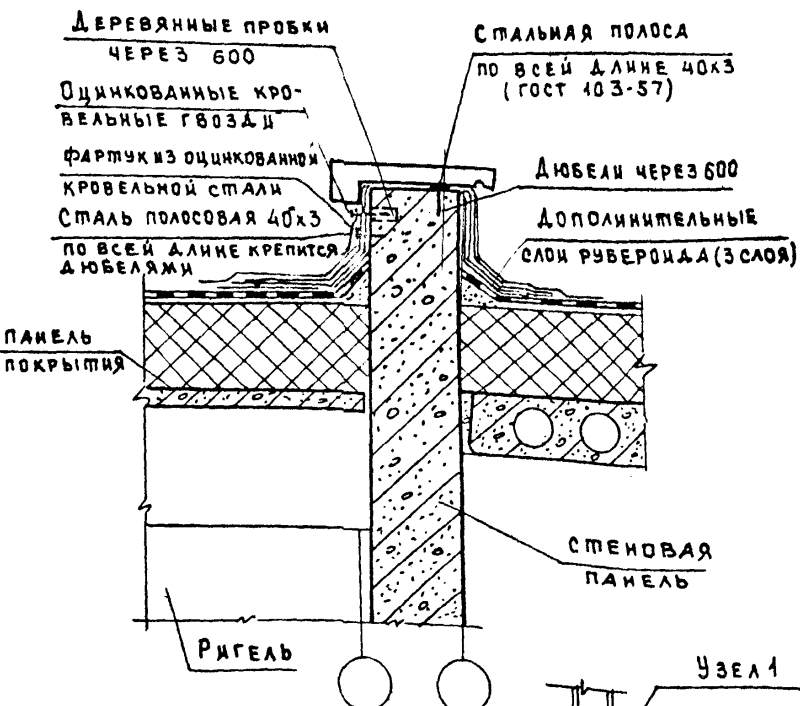 Деревянные пробки
через 600
Оцинкованные кро-
вельные гвозди
фартук из оцинкованной
кровельной стали
Сталь полосовая 40х3
по всей длине крепится
дюбелями
панель
покрытия
Ригель
Стальная полоса
по всей длине 40х3
(ГОСТ 103-57)
Дюбели через 600
Дополнительные
слои рубероида (3 слоя)
стеновая
панель
Узел 1